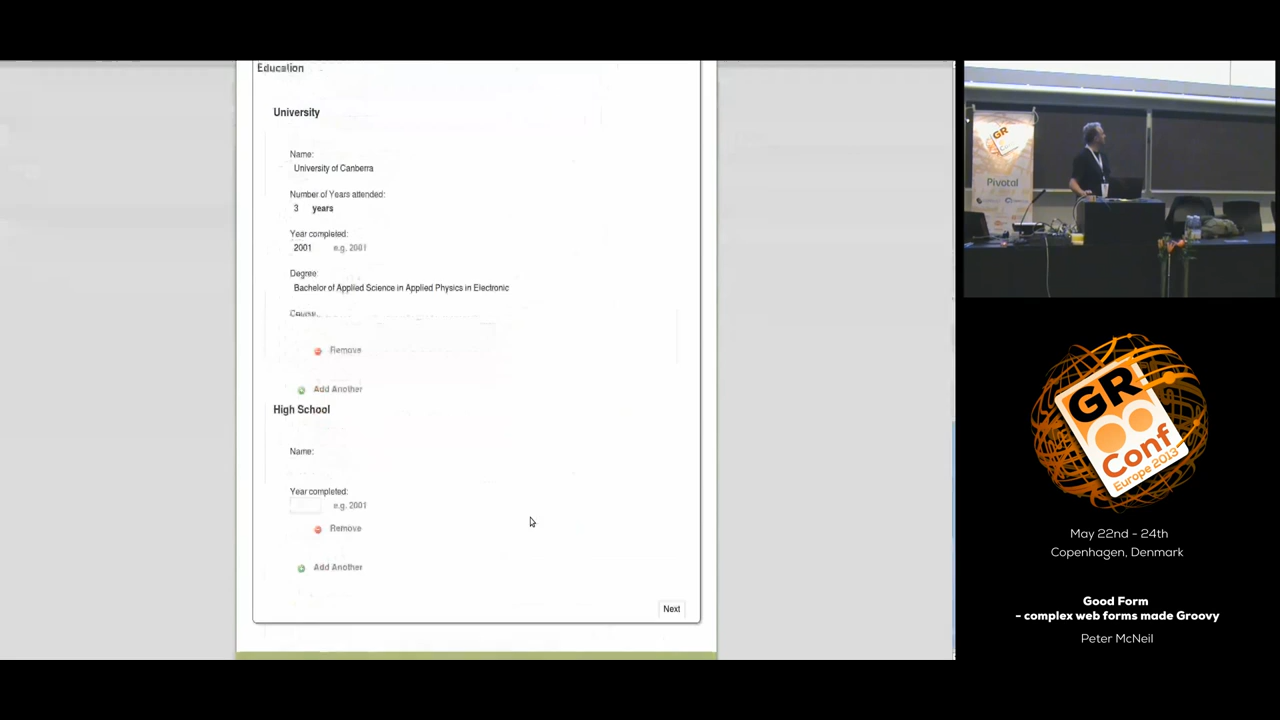 Education
University
Name:
University of Canberra
Number of Years attended:
3 years
Year completed:
2001 e.g. 2001
Degree:
Bachelor of Applied Science in Applied Physics in Electronic
Course
Remove
Add Another
High School
Name:
Year completed:
e.g. 2001
Remove
Add Another
Next
GR
Pivotal
GR
Conf
Europe 2013
May 22nd - 24th
Copenhagen, Denmark
Good Form
- complex web forms made Groovy
Peter McNeil